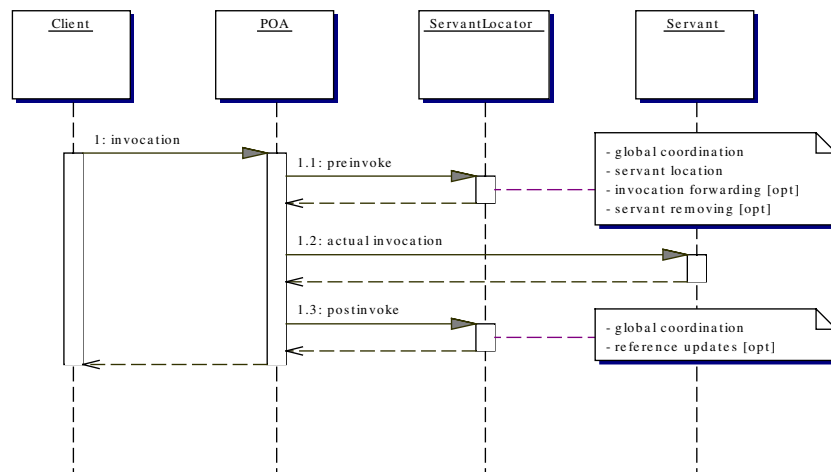 Client
POA
ServantLocator
Servant
1: invocation
1.1: preinvoke
- global coordination
- servant location
- invocation forwarding [opt]
- servant removing [opt]
1.2: actual invocation
1.3: postinvoke
- global coordination
- reference updates [opt]